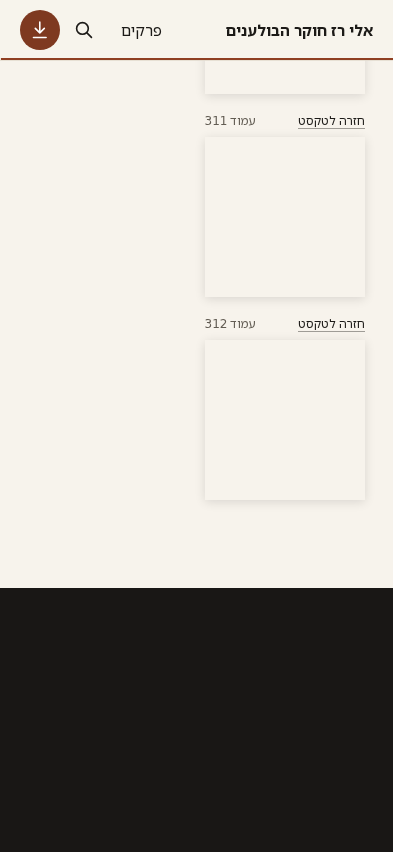 אלי רז חוקר הבולענים
פרקים
חזרה לטקסט עמוד 311
חזרה לטקסט עמוד 312